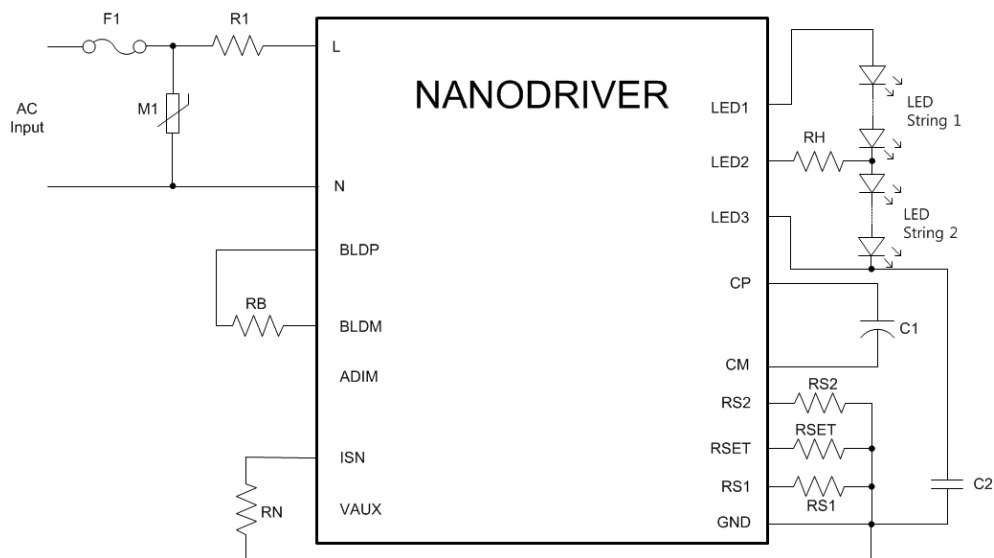 F1
R1
L
NANODRIVER
AC
Input
M1
LED1
LED
String 1
RH
LED2
N
LED3
LED
String 2
BLDP
CP
RB
BLDM
C1
CM
ADIM
RS2
RS2
RSET
RSET
ISN
RS1
RS1
C2
RN
VAUX
GND